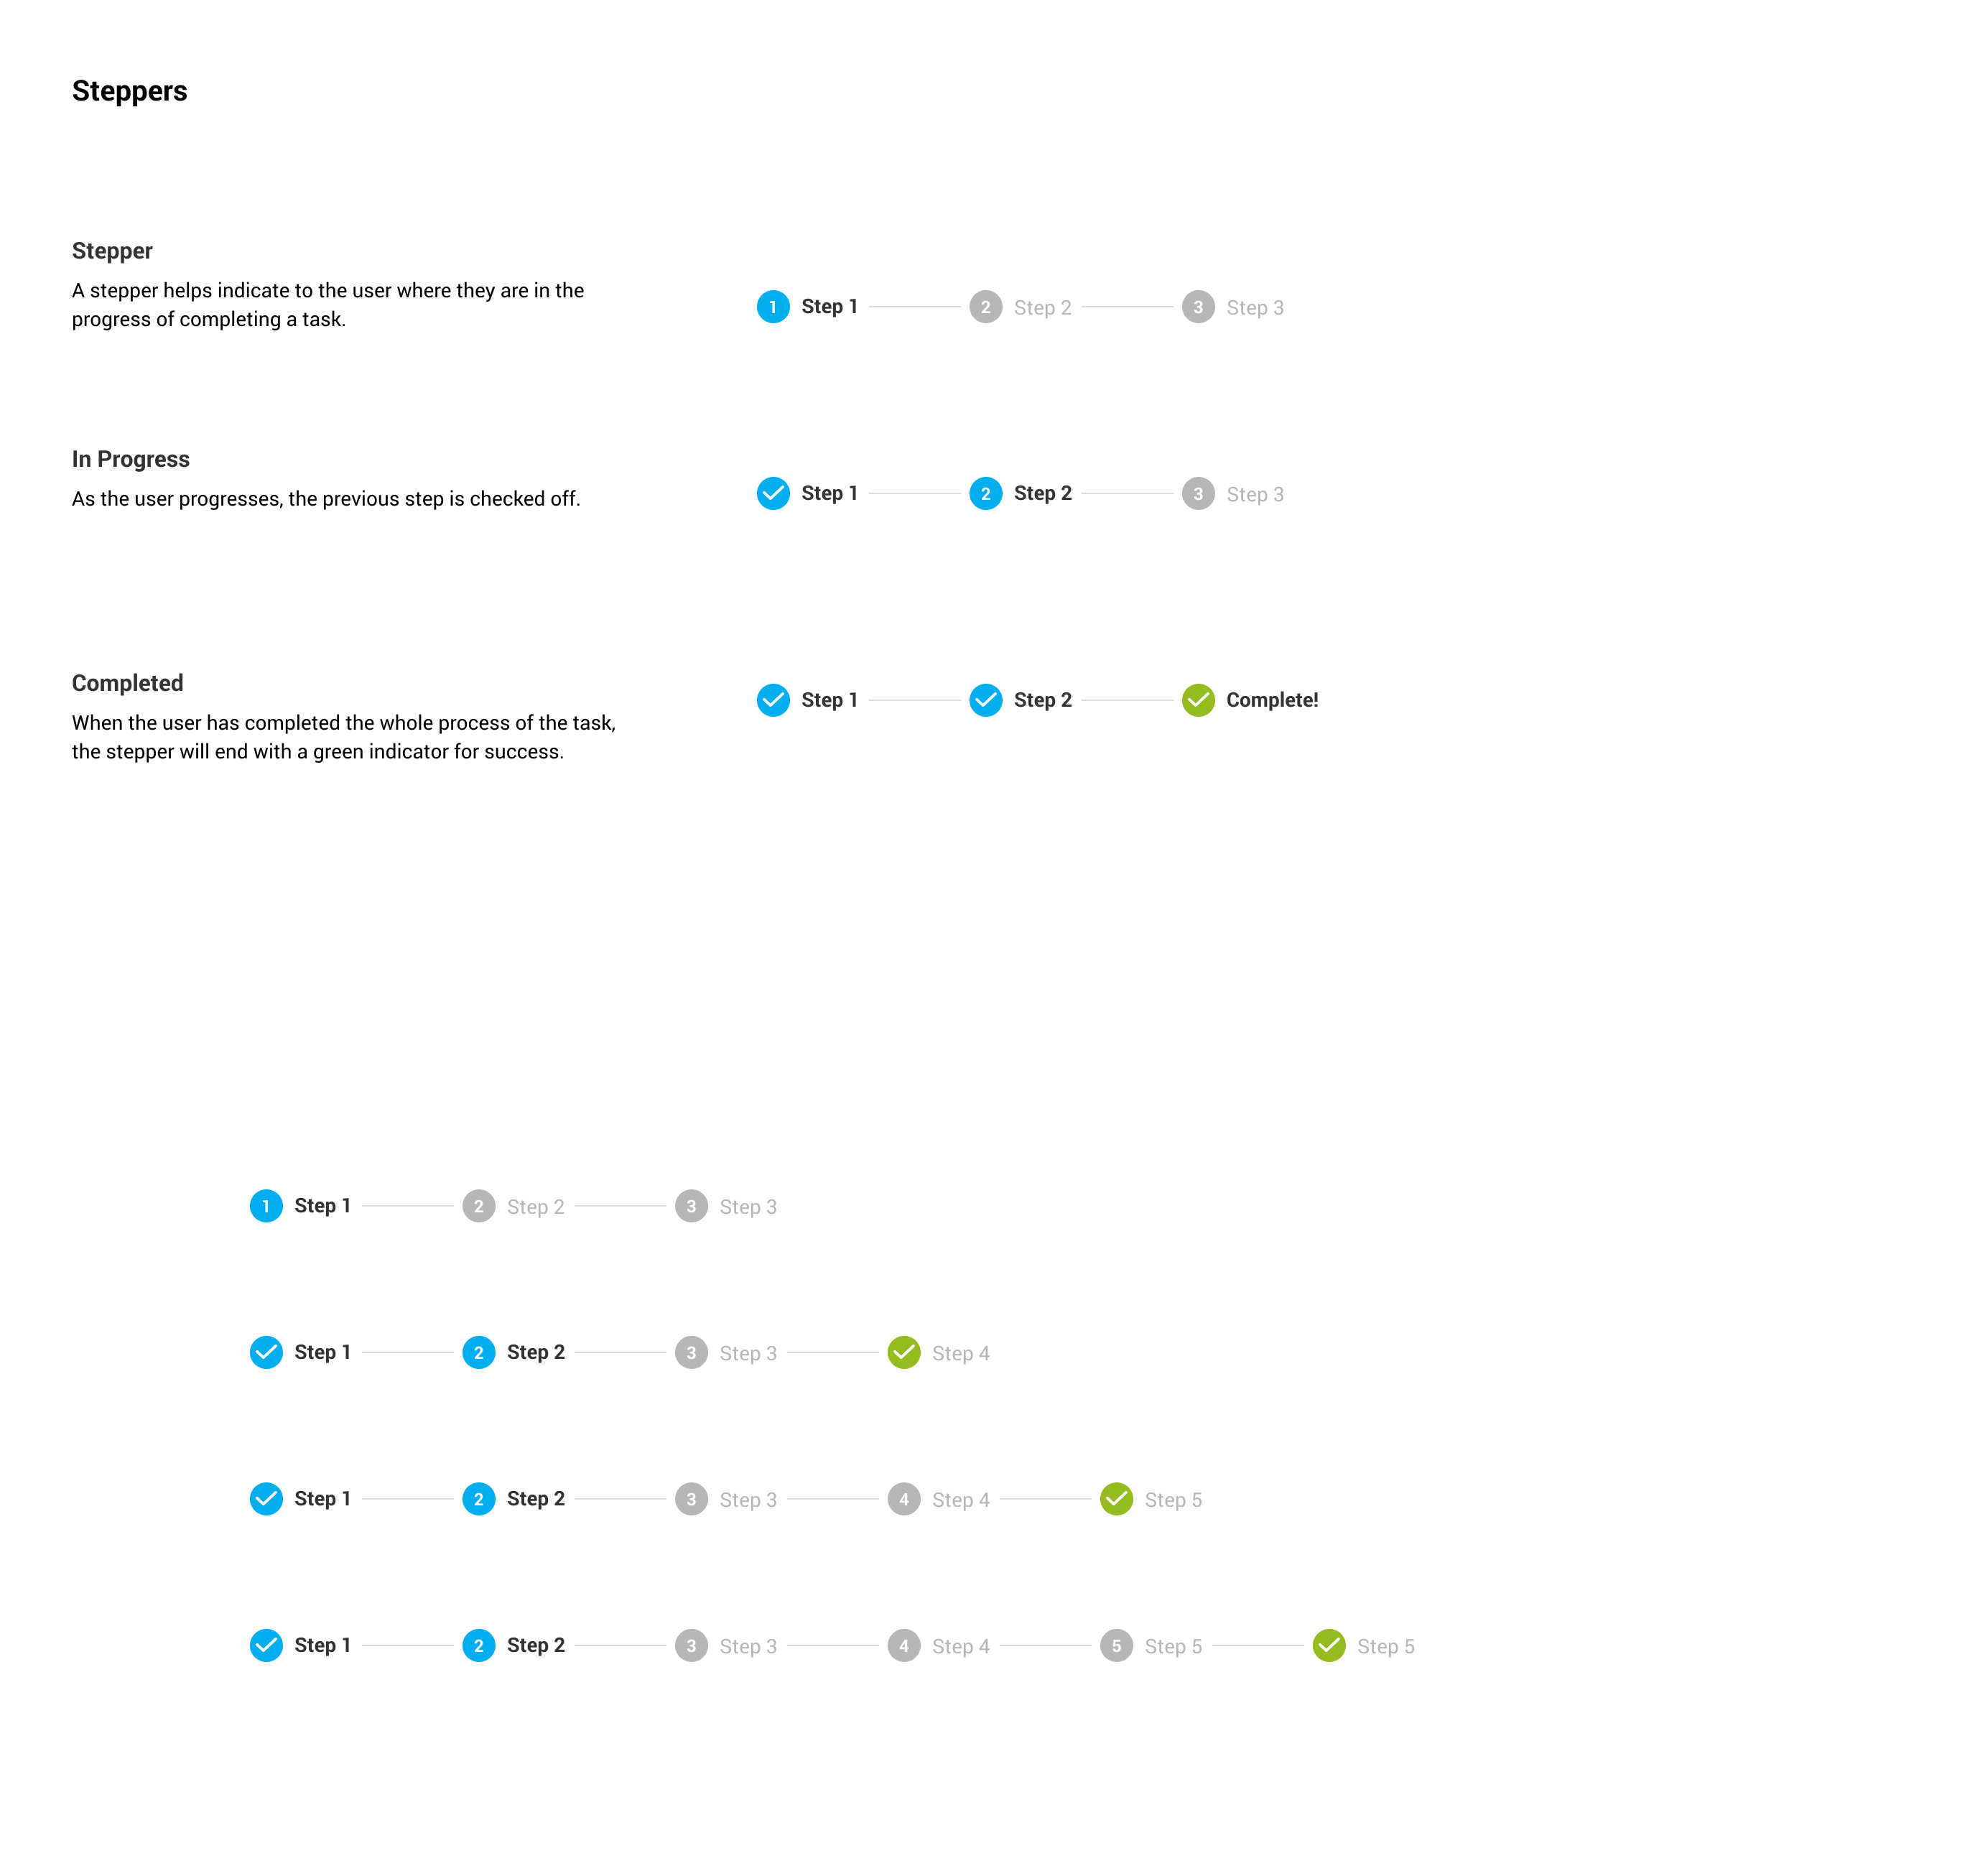 Steppers
Stepper
A stepper helps indicate to the user where they are in the
progress of completing a task.
1 Step 1 2 Step 2 3 Step 3
In Progress
As the user progresses, the previous step is checked off.
Step 1 2 Step 2 3 Step 3
Completed
When the user has completed the whole process of the task,
the stepper will end with a green indicator for success.
Step 1 Step 2 Complete!
1 Step 1 2 Step 2 3 Step 3
Step 1 2 Step 2 3 Step 3 Step 4
Step 1 2 Step 2 3 Step 3 4 Step 4 Step 5
Step 1 2 Step 2 3 Step 3 4 Step 4 5 Step 5 Step 5